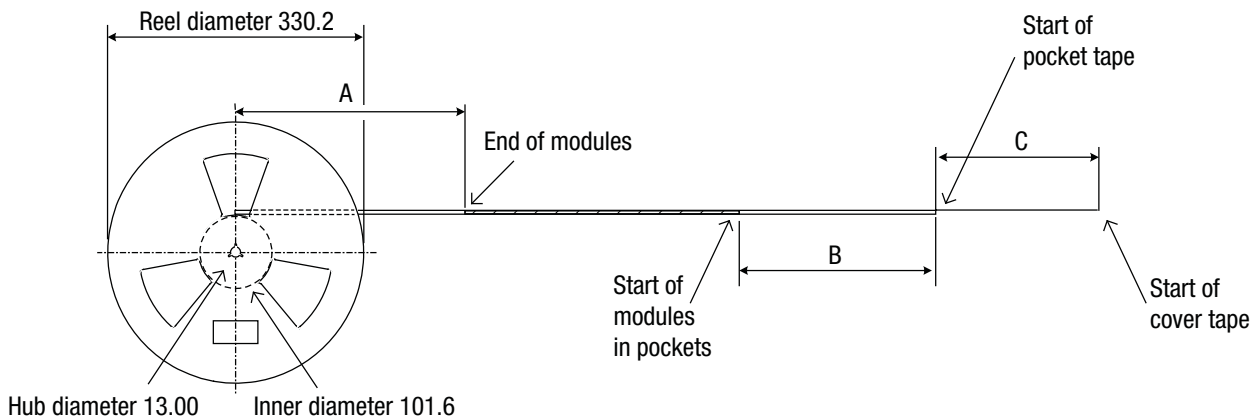 Reel diameter 330.2
Start of
pocket tape
A
End of modules
C
B
Start of
modules
in pockets
Start of
cover tape
Hub diameter 13.00
Inner diameter 101.6